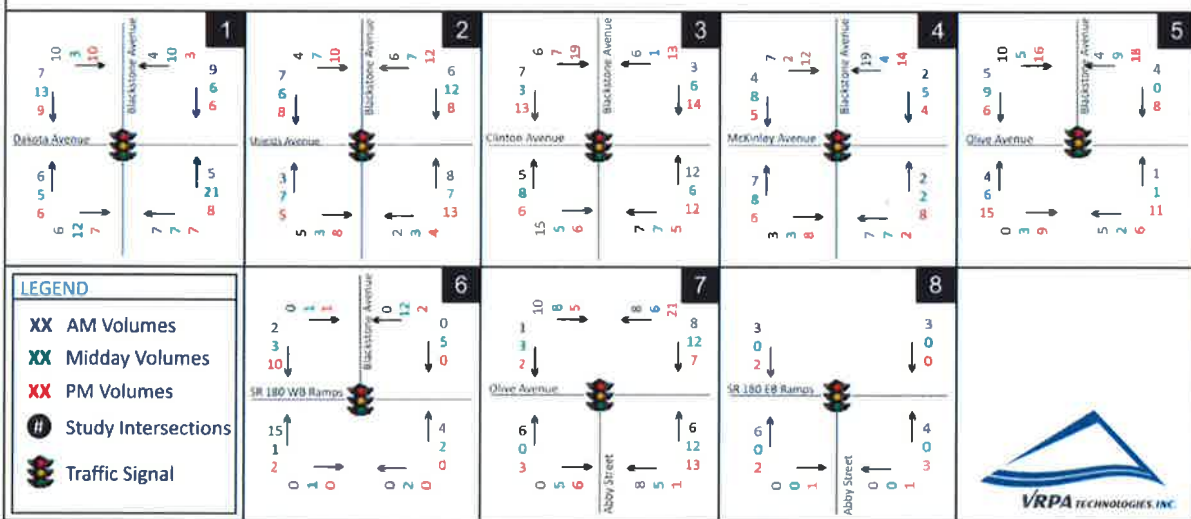 1
10 3 10
4 10 3
7
13
9
9
6
6
Blackstone Avenue
Dakota Avenue
6
5
6
5
21
8
6 12 7
7 7 7
2
4 7 10
6 7 12
7
6
8
6
12
8
Blackstone Avenue
Shields Avenue
3
7
5
8
7
13
5 3 8
2 3 4
3
6 7 19
6 1 13
7
3
13
3
6
14
Blackstone Avenue
Clinton Avenue
5
8
6
12
6
12
15 5 6
7 7 5
4
7 2 12
19 4 14
4
8
5
2
5
4
Blackstone Avenue
McKinley Avenue
7
8
6
2
2
8
3 3 8
7 7 2
5
10 5 16
4 9 18
5
9
6
4
0
8
Blackstone Avenue
Olive Avenue
4
6
15
1
1
11
0 3 9
5 2 6
LEGEND
XX AM Volumes
XX Midday Volumes
XX PM Volumes
# Study Intersections
Traffic Signal
6
0 1 1
0 12 2
2
3
10
0
5
0
Blackstone Avenue
SR 180 WB Ramps
15
1
2
4
2
0
0 1 0
0 2 0
7
10 8 5
8 6 21
1
3
2
8
12
7
Olive Avenue
6
0
3
6
12
13
Abby Street
0 5 6
8 5 1
8
3
0
2
3
0
0
SR 180 EB Ramps
6
0
2
4
0
3
Abby Street
0 0 1
0 0 1
VRPA TECHNOLOGIES, INC.